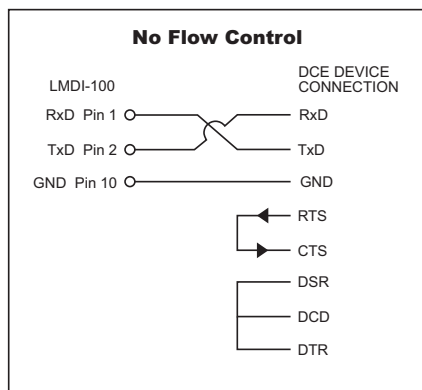 No Flow Control
LMDI-100
DCE DEVICE
CONNECTION
RxD Pin 1
RxD
TxD Pin 2
TxD
GND Pin 10
GND
RTS
CTS
DSR
DCD
DTR